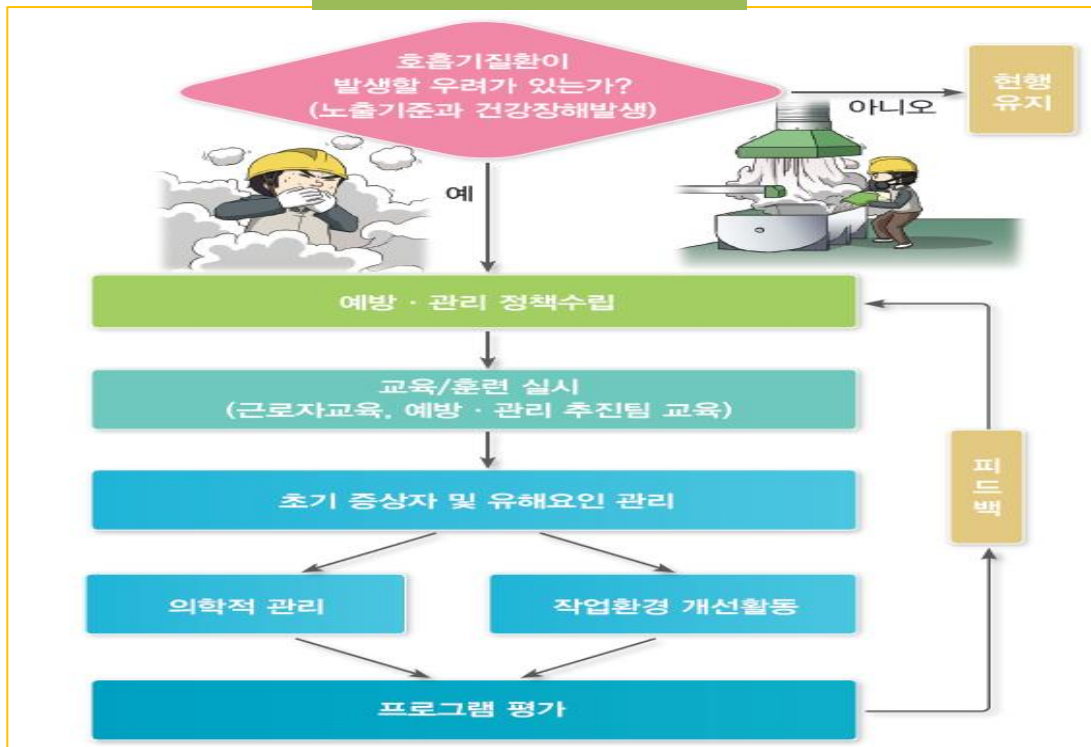 호흡기질환이
발생할 우려가 있는가?
(노출기준과 건강장해발생)
아니오
현행
유지
예
예방 · 관리 정책수립
교육/훈련 실시
(근로자교육, 예방 · 관리 추진팀 교육)
초기 증상자 및 유해요인 관리
피
드
백
의학적 관리
작업환경 개선활동
프로그램 평가